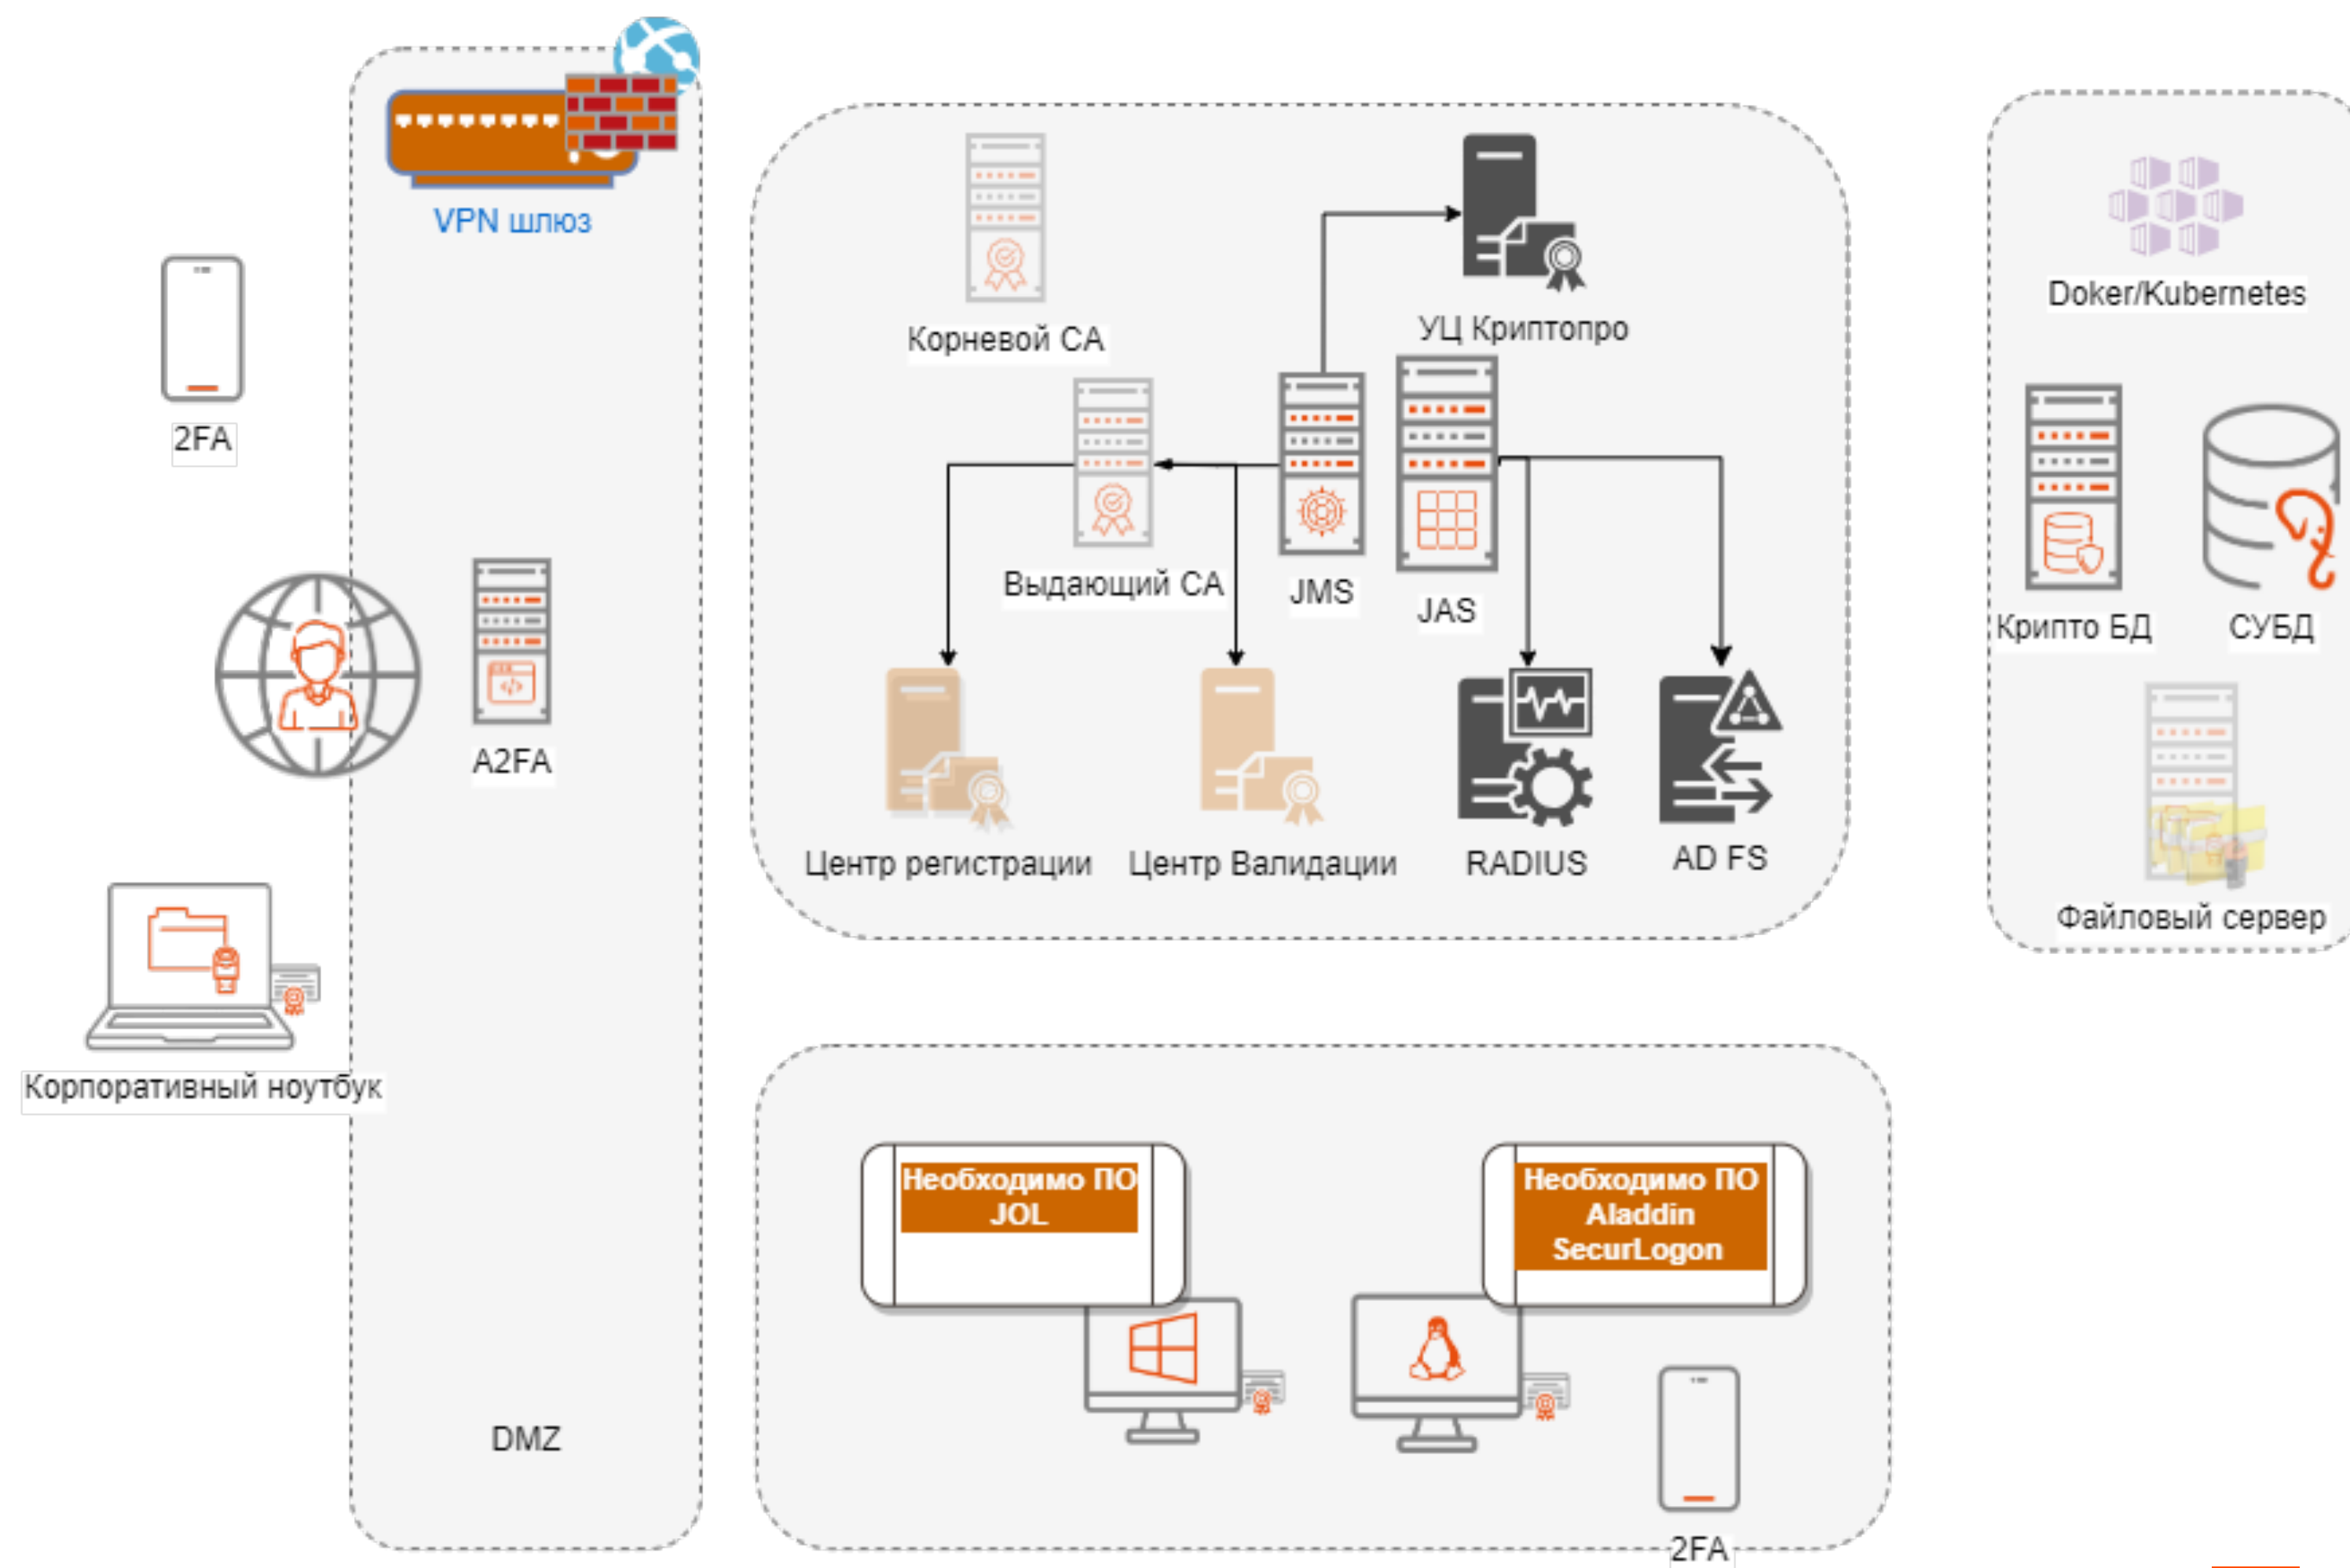 VPN шлюз
2FA
A2FA
Корпоративный ноутбук
DMZ
Корневой CA
УЦ Криптопро
Выдающий CA
JMS
JAS
Центр регистрации
Центр Валидации
RADIUS
AD FS
Doker/Kubernetes
Крипто БД
СУБД
Файловый сервер
Необходимо ПО
JOL
Необходимо ПО
Aladdin
SecurLogon
2FA